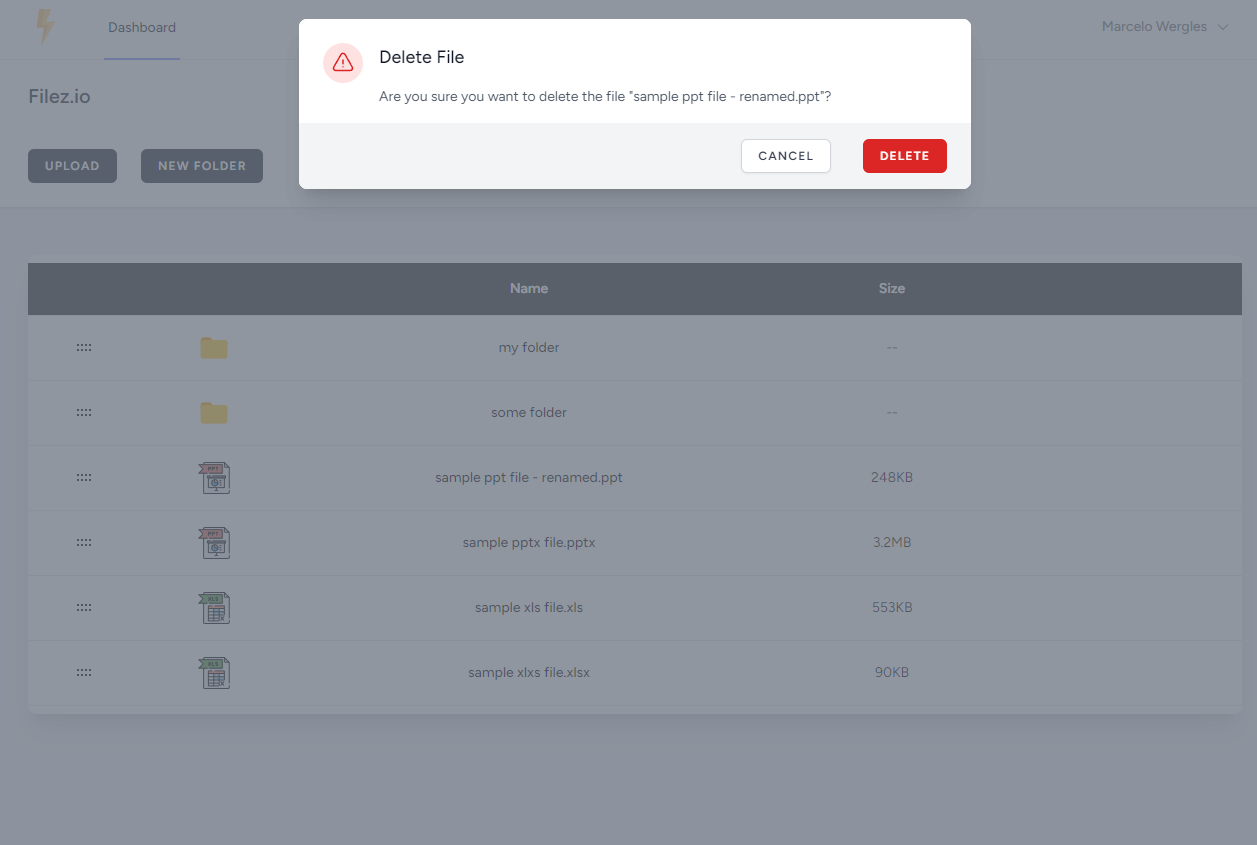 Dashboard
Marcelo Wergles
Delete File
Are you sure you want to delete the file "sample ppt file - renamed.ppt"?
CANCEL
DELETE
Filez.io
UPLOAD
NEW FOLDER
Name Size
my folder --
some folder --
PPT
sample ppt file - renamed.ppt 248KB
PPT
sample pptx file.pptx 3.2MB
XLS
sample xls file.xls 553KB
XLS
sample xlxs file.xlsx 90KB